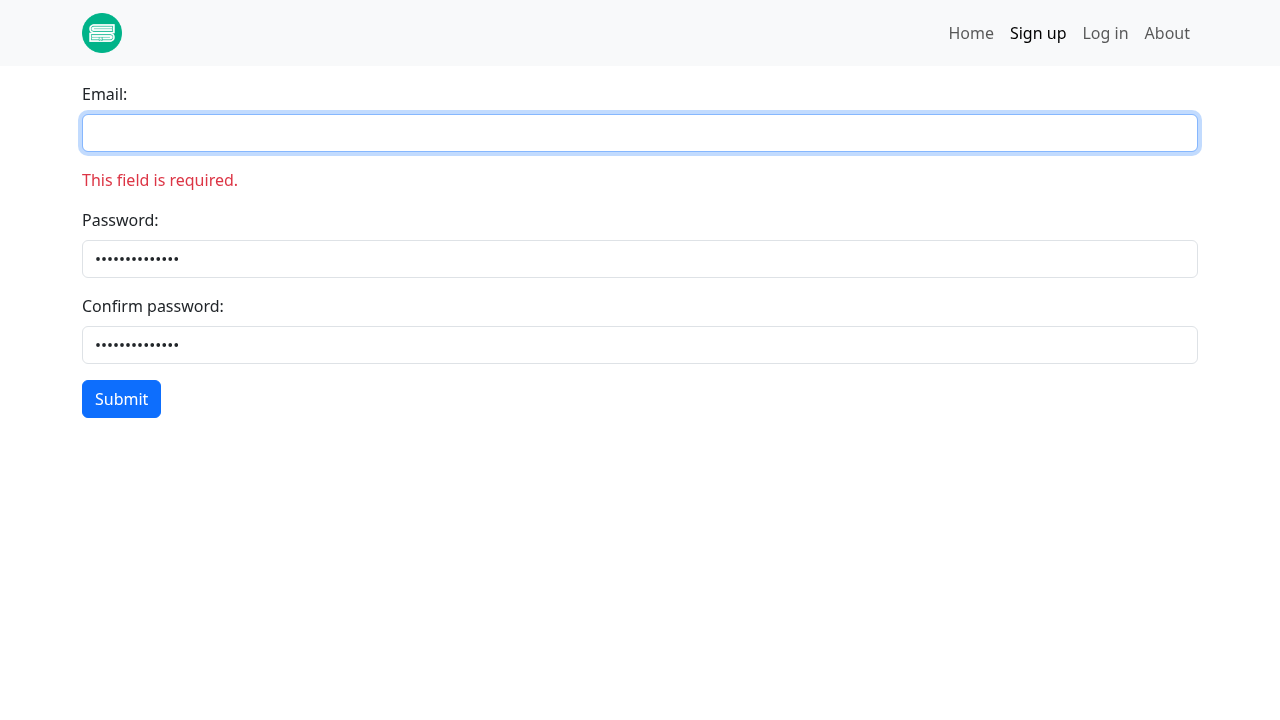 Home Sign up Log in About
Email:
This field is required.
Password:
••••••••••••••
Confirm password:
••••••••••••••
Submit